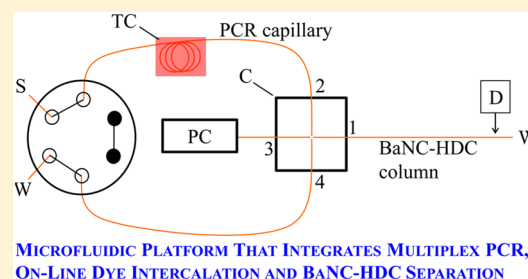 TC
PCR capillary
S
C
2
D
PC
3
1
W
BaNC-HDC
column
W
4
MICROFLUIDIC PLATFORM THAT INTEGRATES MULTIPLEX PCR,
ON-LINE DYE INTERCALATION AND BANC-HDC SEPARATION